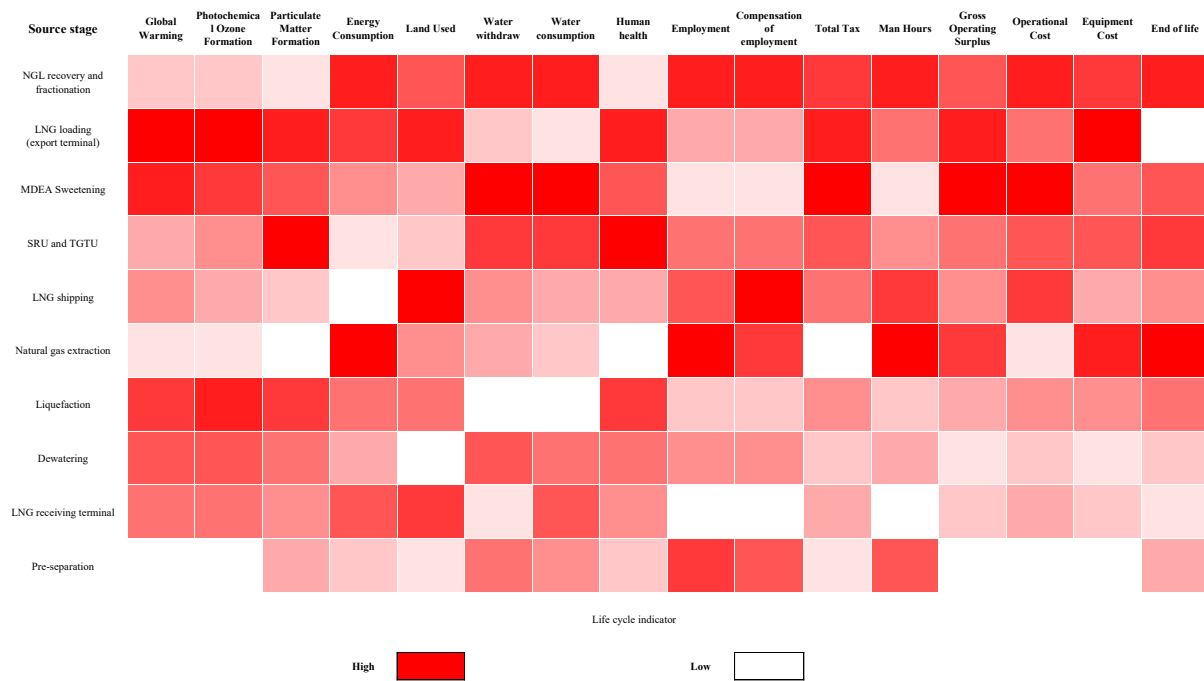 Source stage
Global
Warming
Photochemica
l Ozone
Formation
Particulate
Matter
Formation
Energy
Consumption
Land Used
Water
withdraw
Water
consumption
Human
health
Employment
Compensation
of
employment
Total Tax
Man Hours
Gross
Operating
Surplus
Operational
Cost
Equipment
Cost
End of life
NGL recovery and
fractionation
LNG loading
(export terminal)
MDEA Sweetening
SRU and TGTU
LNG shipping
Natural gas extraction
Liquefaction
Dewatering
LNG receiving terminal
Pre-separation
Life cycle indicator
High
Low